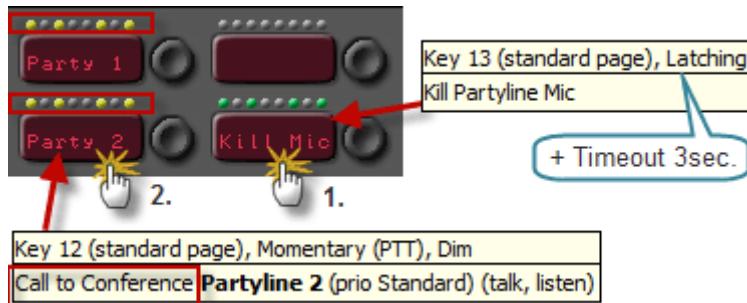 Party 1
Key 13 (standard page), Latching
Kill Partyline Mic
Party 2
Kill Mic
+ Timeout 3sec.
2.
1.
Key 12 (standard page), Momentary (PTT), Dim
Call to Conference Partyline 2 (prio Standard) (talk, listen)